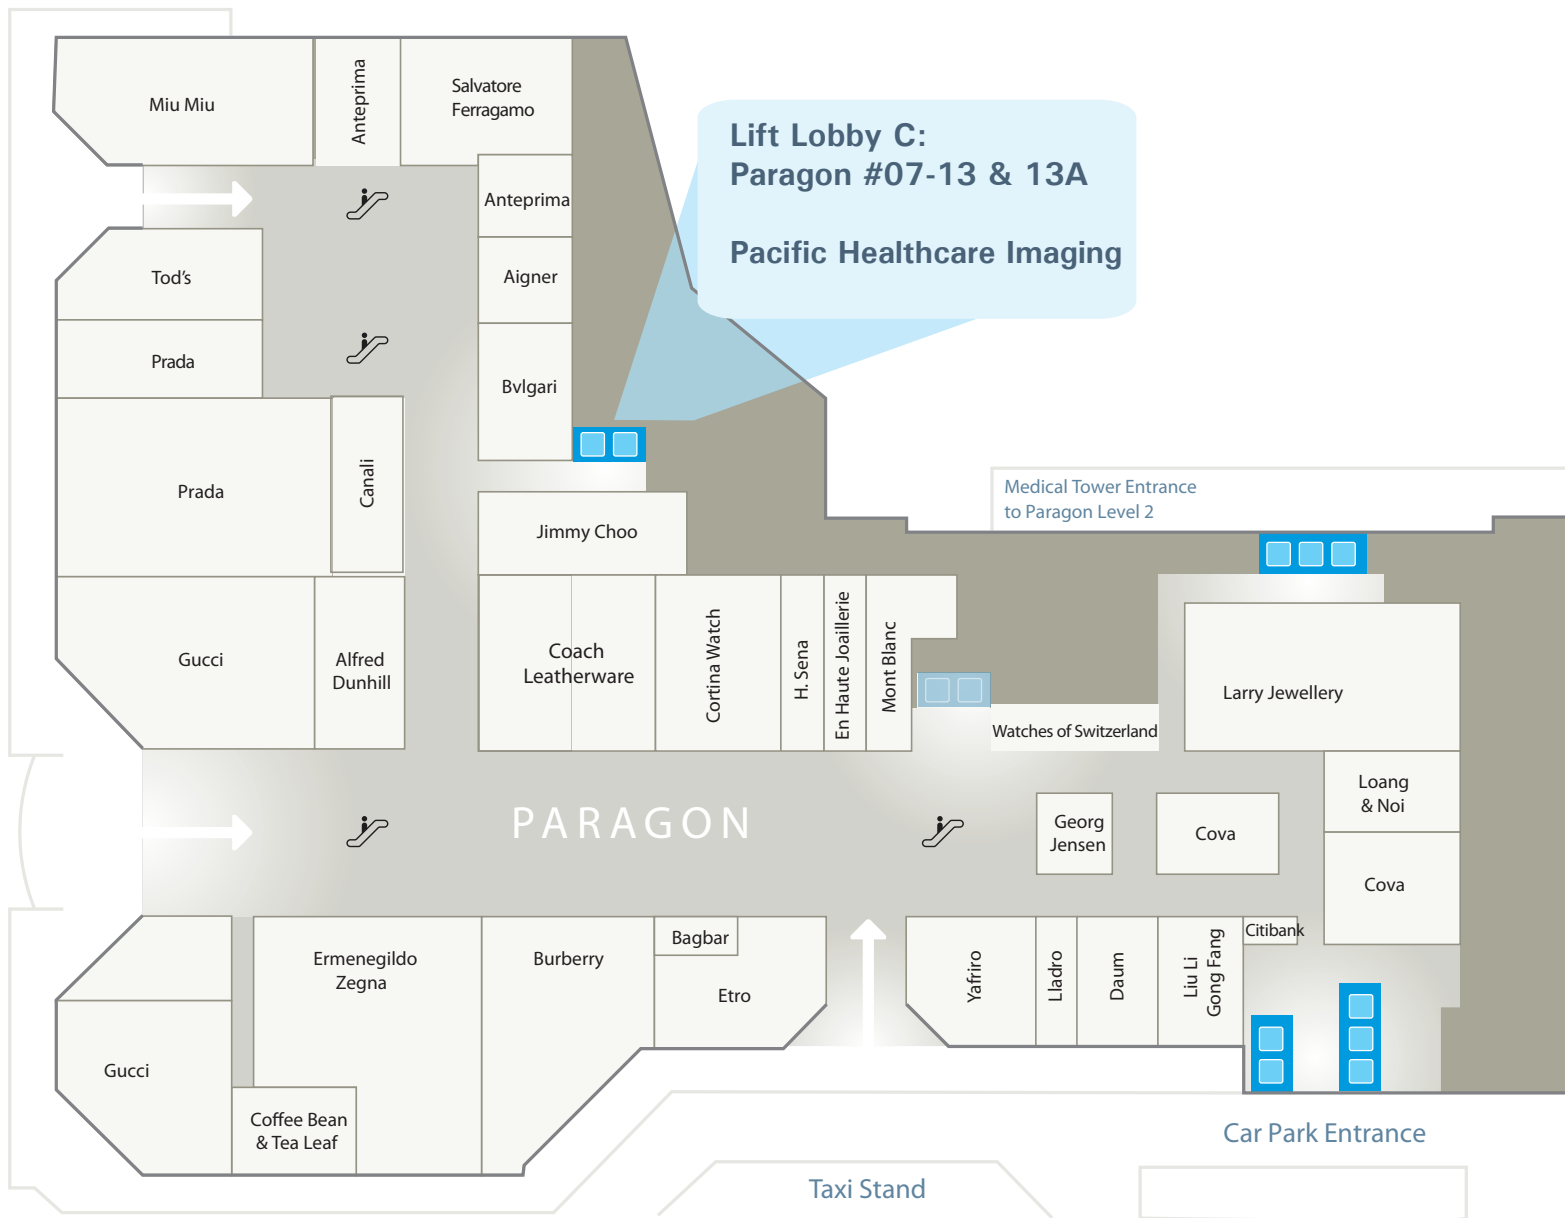 Miu Miu
Anteprima
Salvatore
Ferragamo
Lift Lobby C:
Paragon #07-13 & 13A
Pacific Healthcare Imaging
Anteprima
Tod's
Aigner
Prada
Bvlgari
Prada
Canali
Medical Tower Entrance
to Paragon Level 2
Jimmy Choo
Gucci
Alfred
Dunhill
Coach
Leatherware
Cortina Watch
H. Sena
En Haute Joaillerie
Mont Blanc
Larry Jewellery
Watches of Switzerland
Loang
& Noi
PARAGON
Georg
Jensen
Cova
Cova
Ermenegildo
Zegna
Burberry
Bagbar
Etro
Yafriro
Lladro
Daum
Liu Li
Gong Fang
Citibank
Gucci
Coffee Bean
& Tea Leaf
Car Park Entrance
Taxi Stand